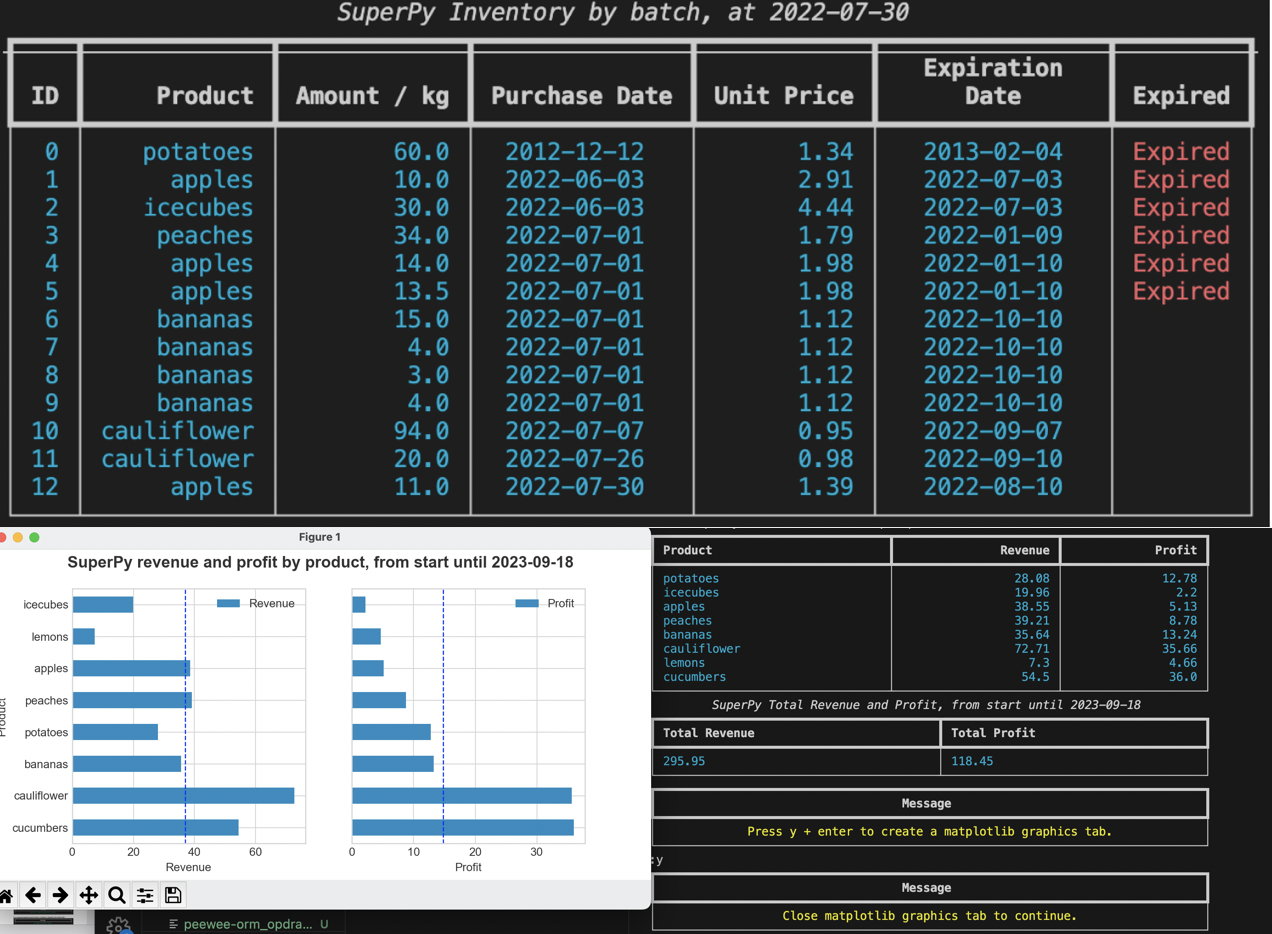 SuperPy Inventory by batch, at 2022-07-30
ID Product Amount / kg Purchase Date Unit Price Expiration Date Expired
0 potatoes 60.0 2012-12-12 1.34 2013-02-04 Expired
1 apples 10.0 2022-06-03 2.91 2022-07-03 Expired
2 icecubes 30.0 2022-06-03 4.44 2022-07-03 Expired
3 peaches 34.0 2022-07-01 1.79 2022-01-09 Expired
4 apples 14.0 2022-07-01 1.98 2022-01-10 Expired
5 apples 13.5 2022-07-01 1.98 2022-01-10 Expired
6 bananas 15.0 2022-07-01 1.12 2022-10-10
7 bananas 4.0 2022-07-01 1.12 2022-10-10
8 bananas 3.0 2022-07-01 1.12 2022-10-10
9 bananas 4.0 2022-07-01 1.12 2022-10-10
10 cauliflower 94.0 2022-07-07 0.95 2022-09-07
11 cauliflower 20.0 2022-07-26 0.98 2022-09-10
12 apples 11.0 2022-07-30 1.39 2022-08-10
Figure 1
SuperPy revenue and profit by product, from start until 2023-09-18
Revenue
Profit
icecubes
lemons
apples
peaches
potatoes
bananas
cauliflower
cucumbers
Product
0 20 40 60
Revenue
0 10 20 30
Profit
peewee-orm_opdra... U
Product Revenue Profit
potatoes 28.08 12.78
icecubes 19.96 2.2
apples 38.55 5.13
peaches 39.21 8.78
bananas 35.64 13.24
cauliflower 72.71 35.66
lemons 7.3 4.66
cucumbers 54.5 36.0
SuperPy Total Revenue and Profit, from start until 2023-09-18
Total Revenue Total Profit
295.95 118.45
Message
Press y + enter to create a matplotlib graphics tab.
:y
Message
Close matplotlib graphics tab to continue.